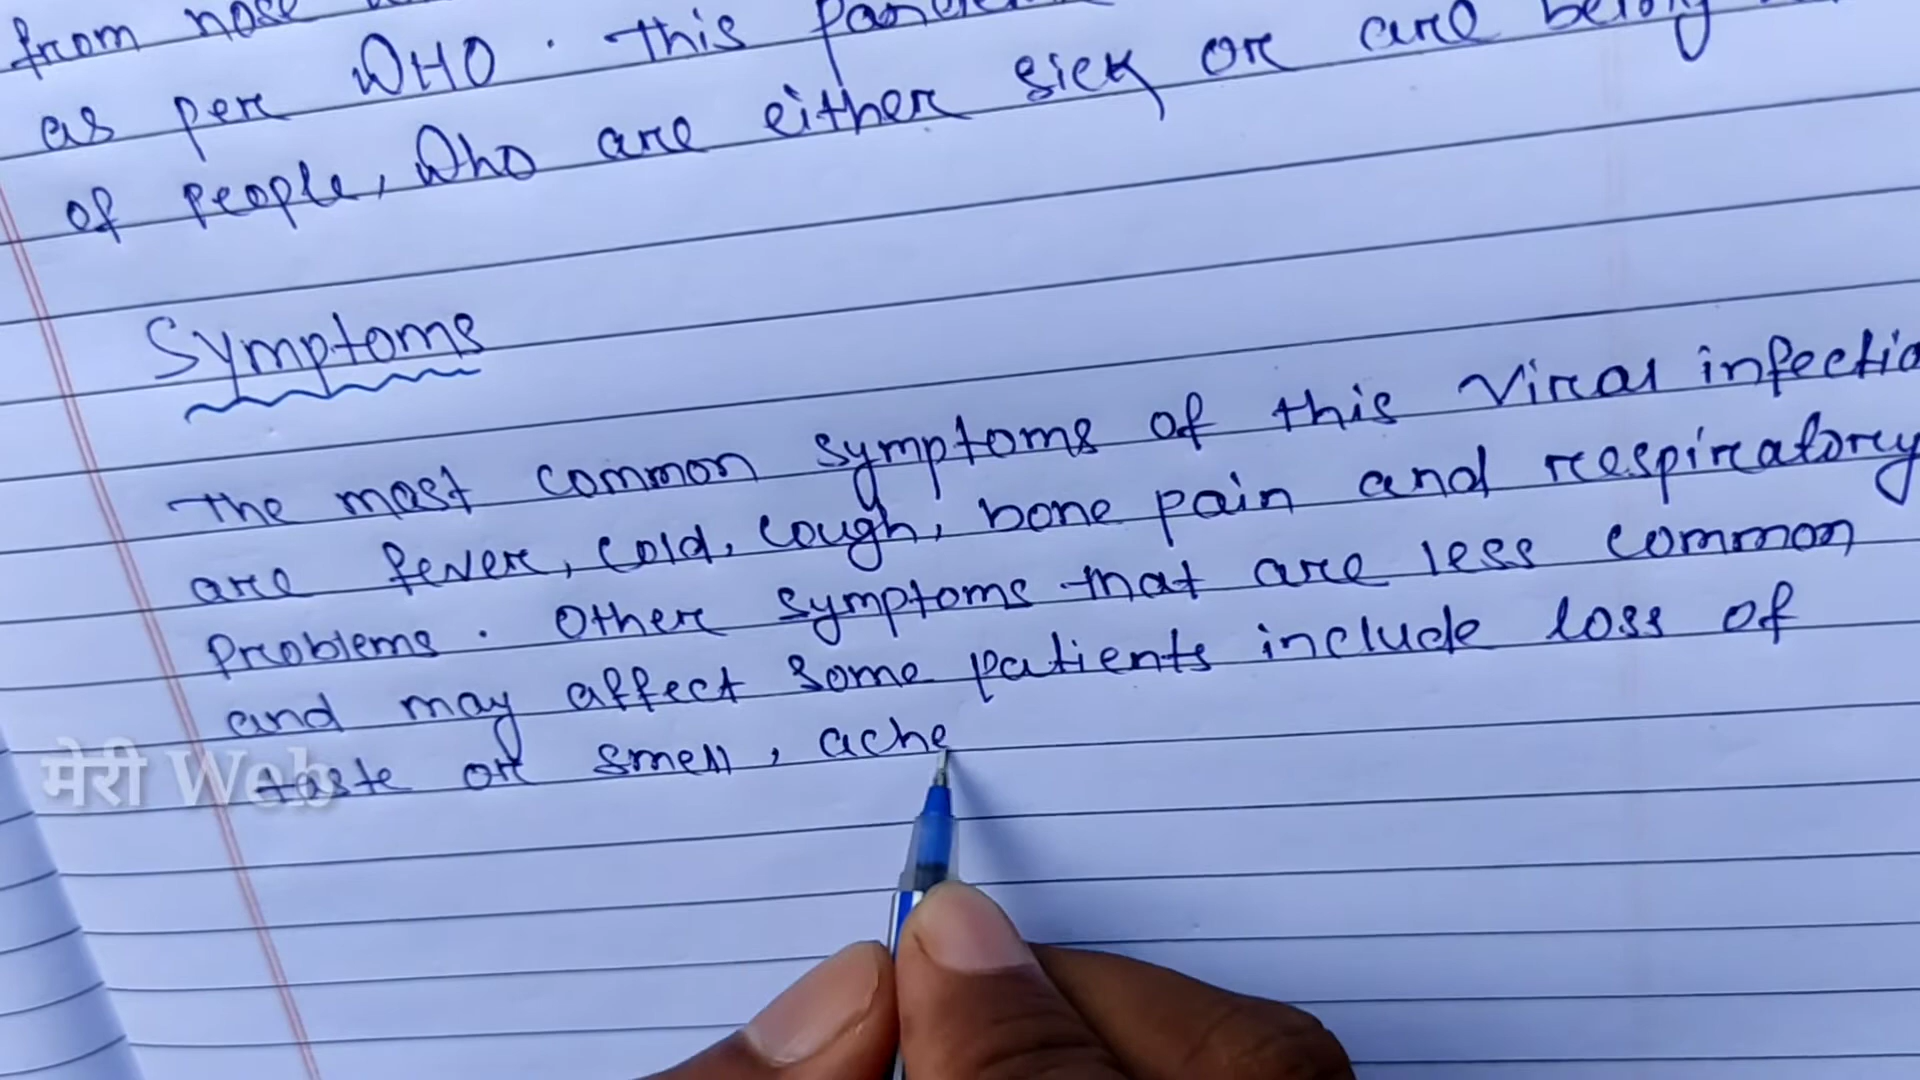 from nose
as per WHO. This
of people, Who are either sick or are belong
Symptoms
The most common symptoms of this viral infectio
are fever, cold, cough, bone pain and respiratory
problems. Other symptoms that are less common
and may affect some patients include loss of
taste or smell, ache
मेरी Web